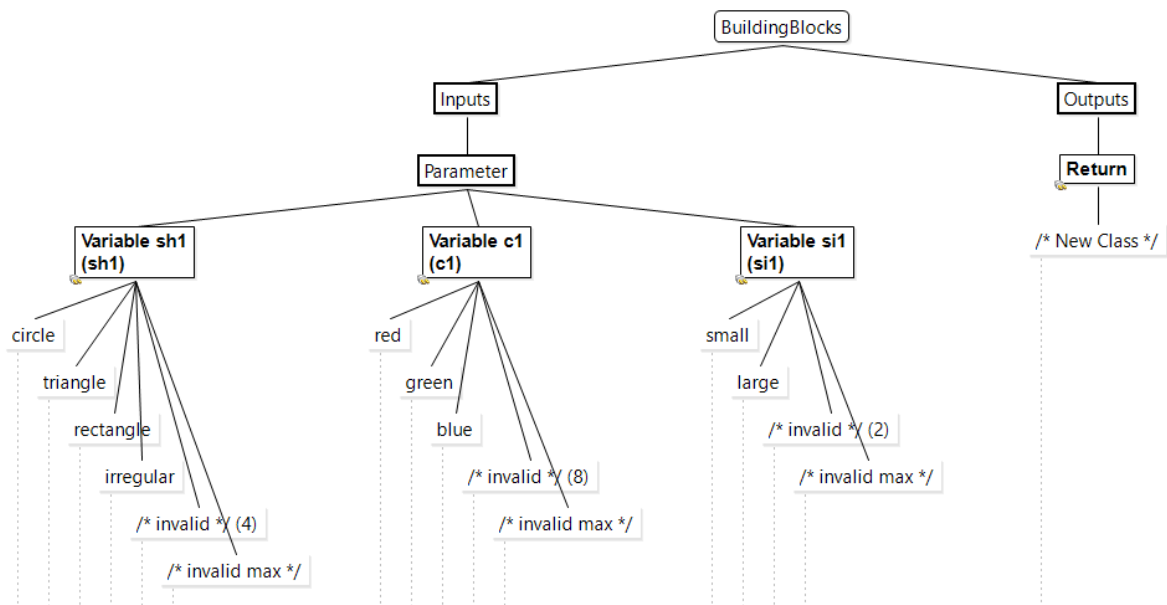 BuildingBlocks
Inputs
Outputs
Parameter
Return
Variable sh1
(sh1)
Variable c1
(c1)
Variable si1
(si1)
/* New Class */
circle
triangle
rectangle
irregular
/* invalid */ (4)
/* invalid max */
red
green
blue
/* invalid */ (8)
/* invalid max */
small
large
/* invalid */ (2)
/* invalid max */